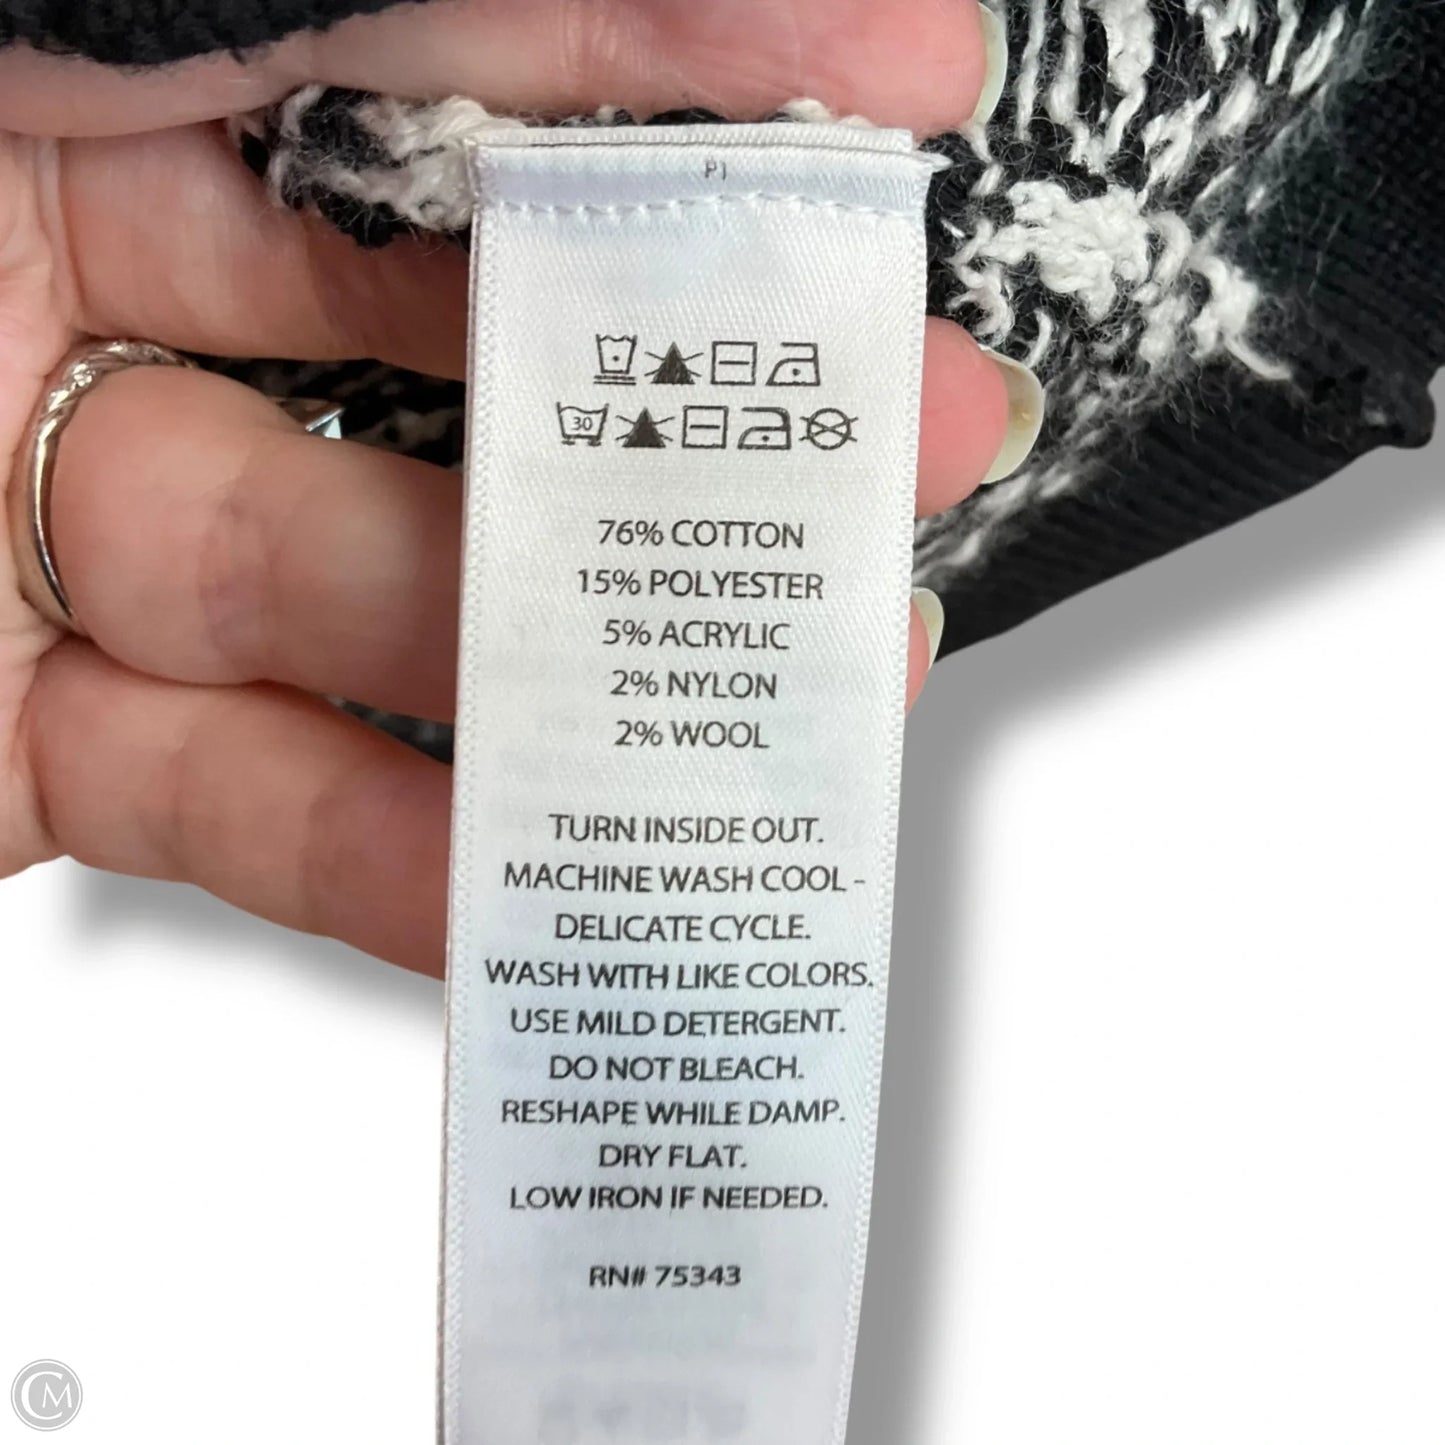 P1
30
76% COTTON
15% POLYESTER
5% ACRYLIC
2% NYLON
2% WOOL
TURN INSIDE OUT.
MACHINE WASH COOL -
DELICATE CYCLE.
WASH WITH LIKE COLORS.
USE MILD DETERGENT.
DO NOT BLEACH.
RESHAPE WHILE DAMP.
DRY FLAT.
LOW IRON IF NEEDED.
RN# 75343
CM